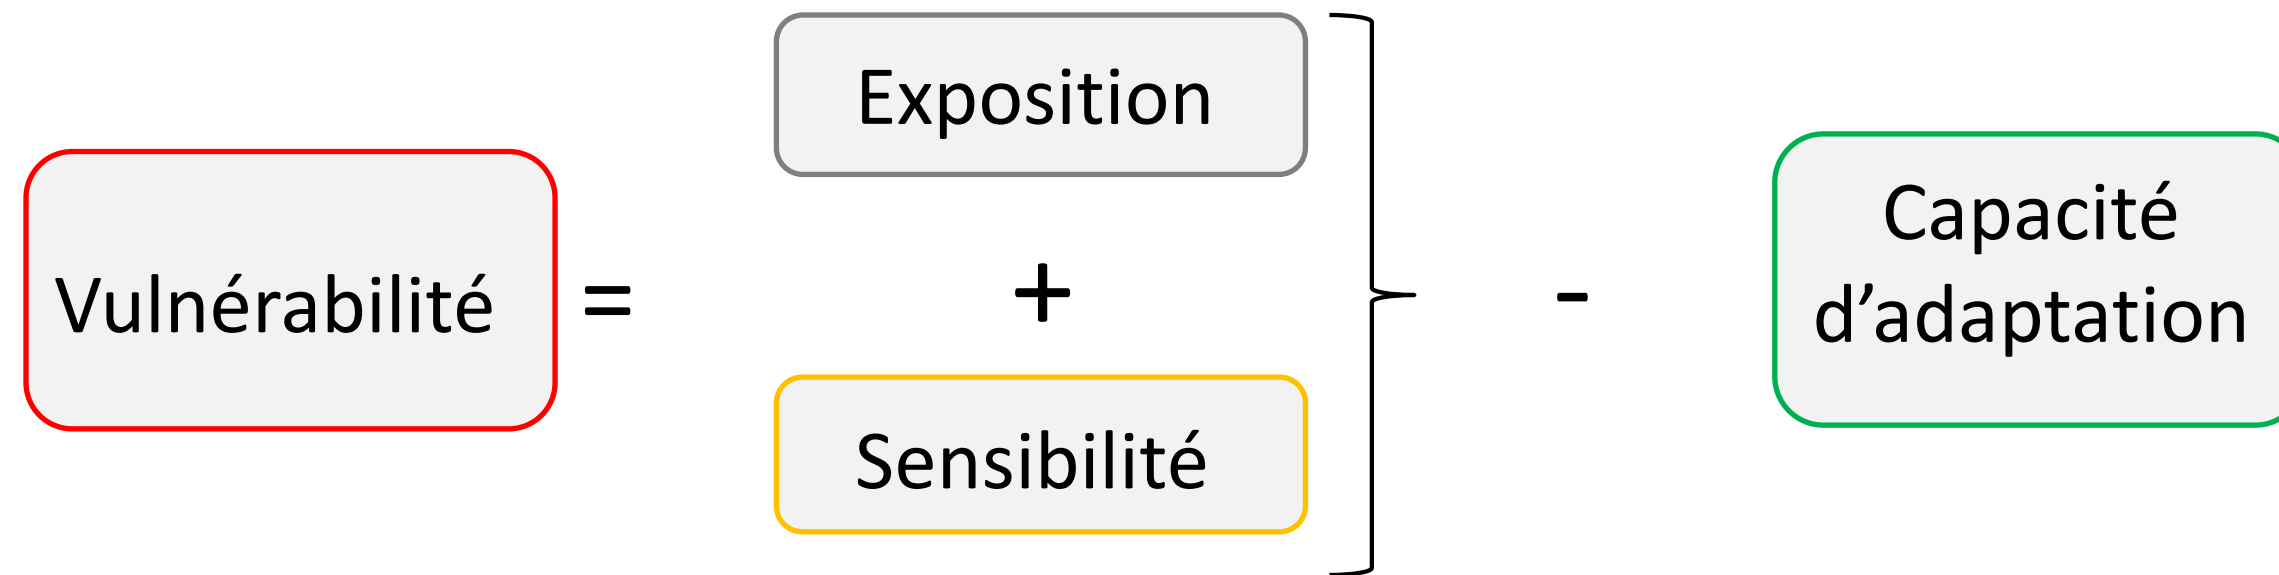 Exposition
Vulnérabilité
=
+
-
Capacité
d’adaptation
Sensibilité